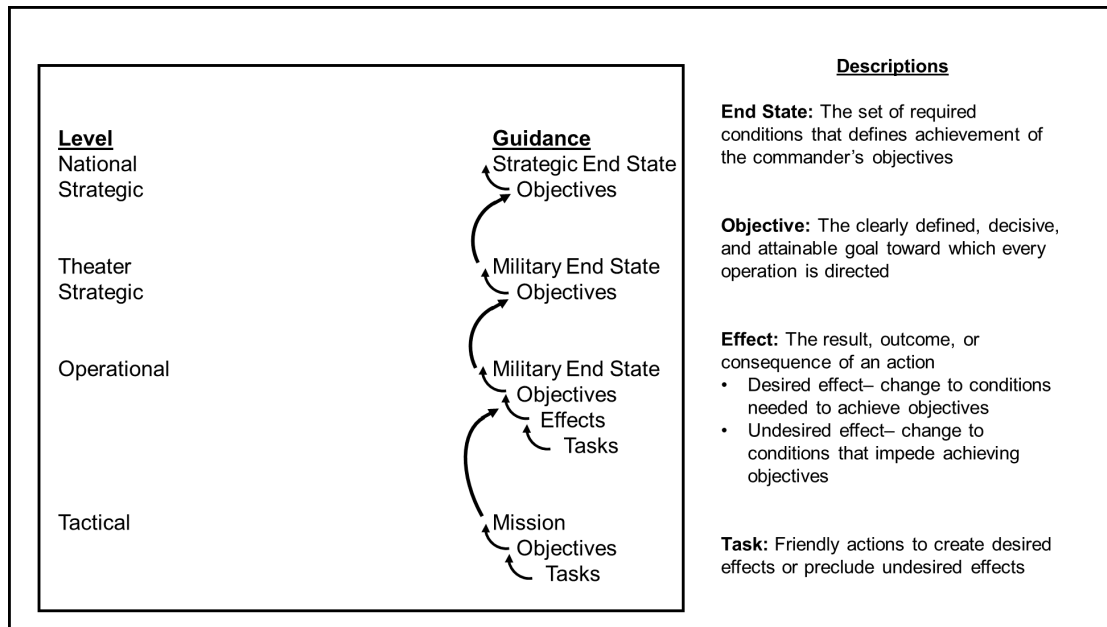 Level
National
Strategic
Theater
Strategic
Operational
Tactical
Guidance
Strategic End State
Objectives
Military End State
Objectives
Military End State
Objectives
Effects
Tasks
Mission
Objectives
Tasks
Descriptions
End State: The set of required
conditions that defines achievement of
the commander’s objectives
Objective: The clearly defined, decisive,
and attainable goal toward which every
operation is directed
Effect: The result, outcome, or
consequence of an action
• Desired effect– change to conditions
needed to achieve objectives
• Undesired effect– change to
conditions that impede achieving
objectives
Task: Friendly actions to create desired
effects or preclude undesired effects